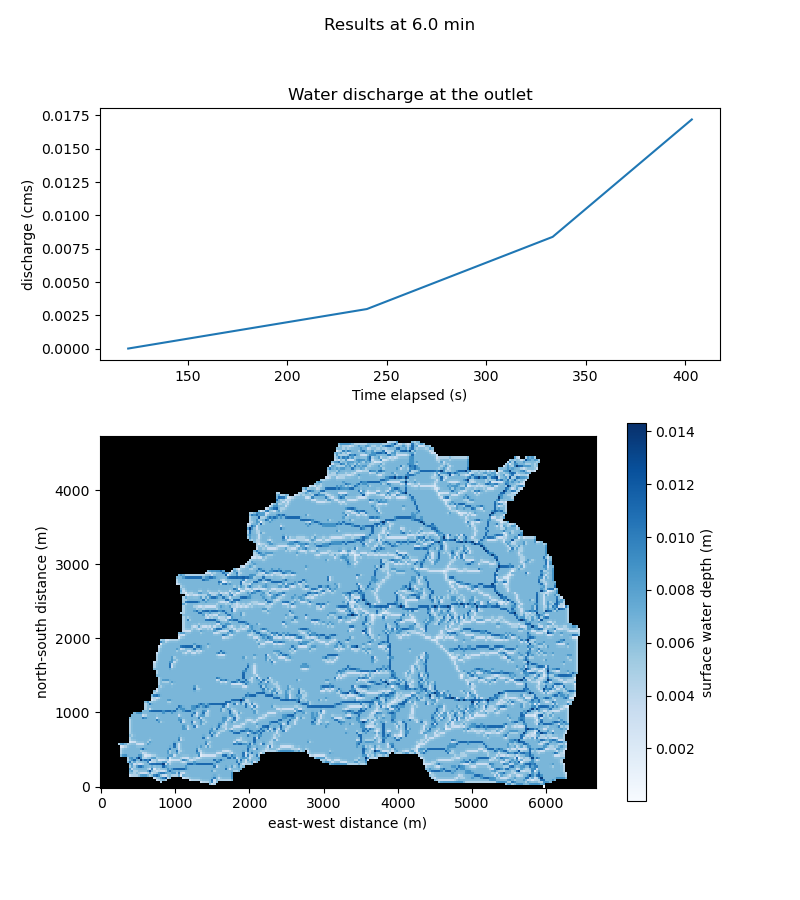 Results at 6.0 min
Water discharge at the outlet
0.0175
0.0150
0.0125
0.0100
0.0075
0.0050
0.0025
0.0000
discharge (cms)
150 200 250 300 350 400
Time elapsed (s)
4000
3000
2000
1000
0
north-south distance (m)
0 1000 2000 3000 4000 5000 6000
east-west distance (m)
0.014
0.012
0.010
0.008
0.006
0.004
0.002
surface water depth (m)